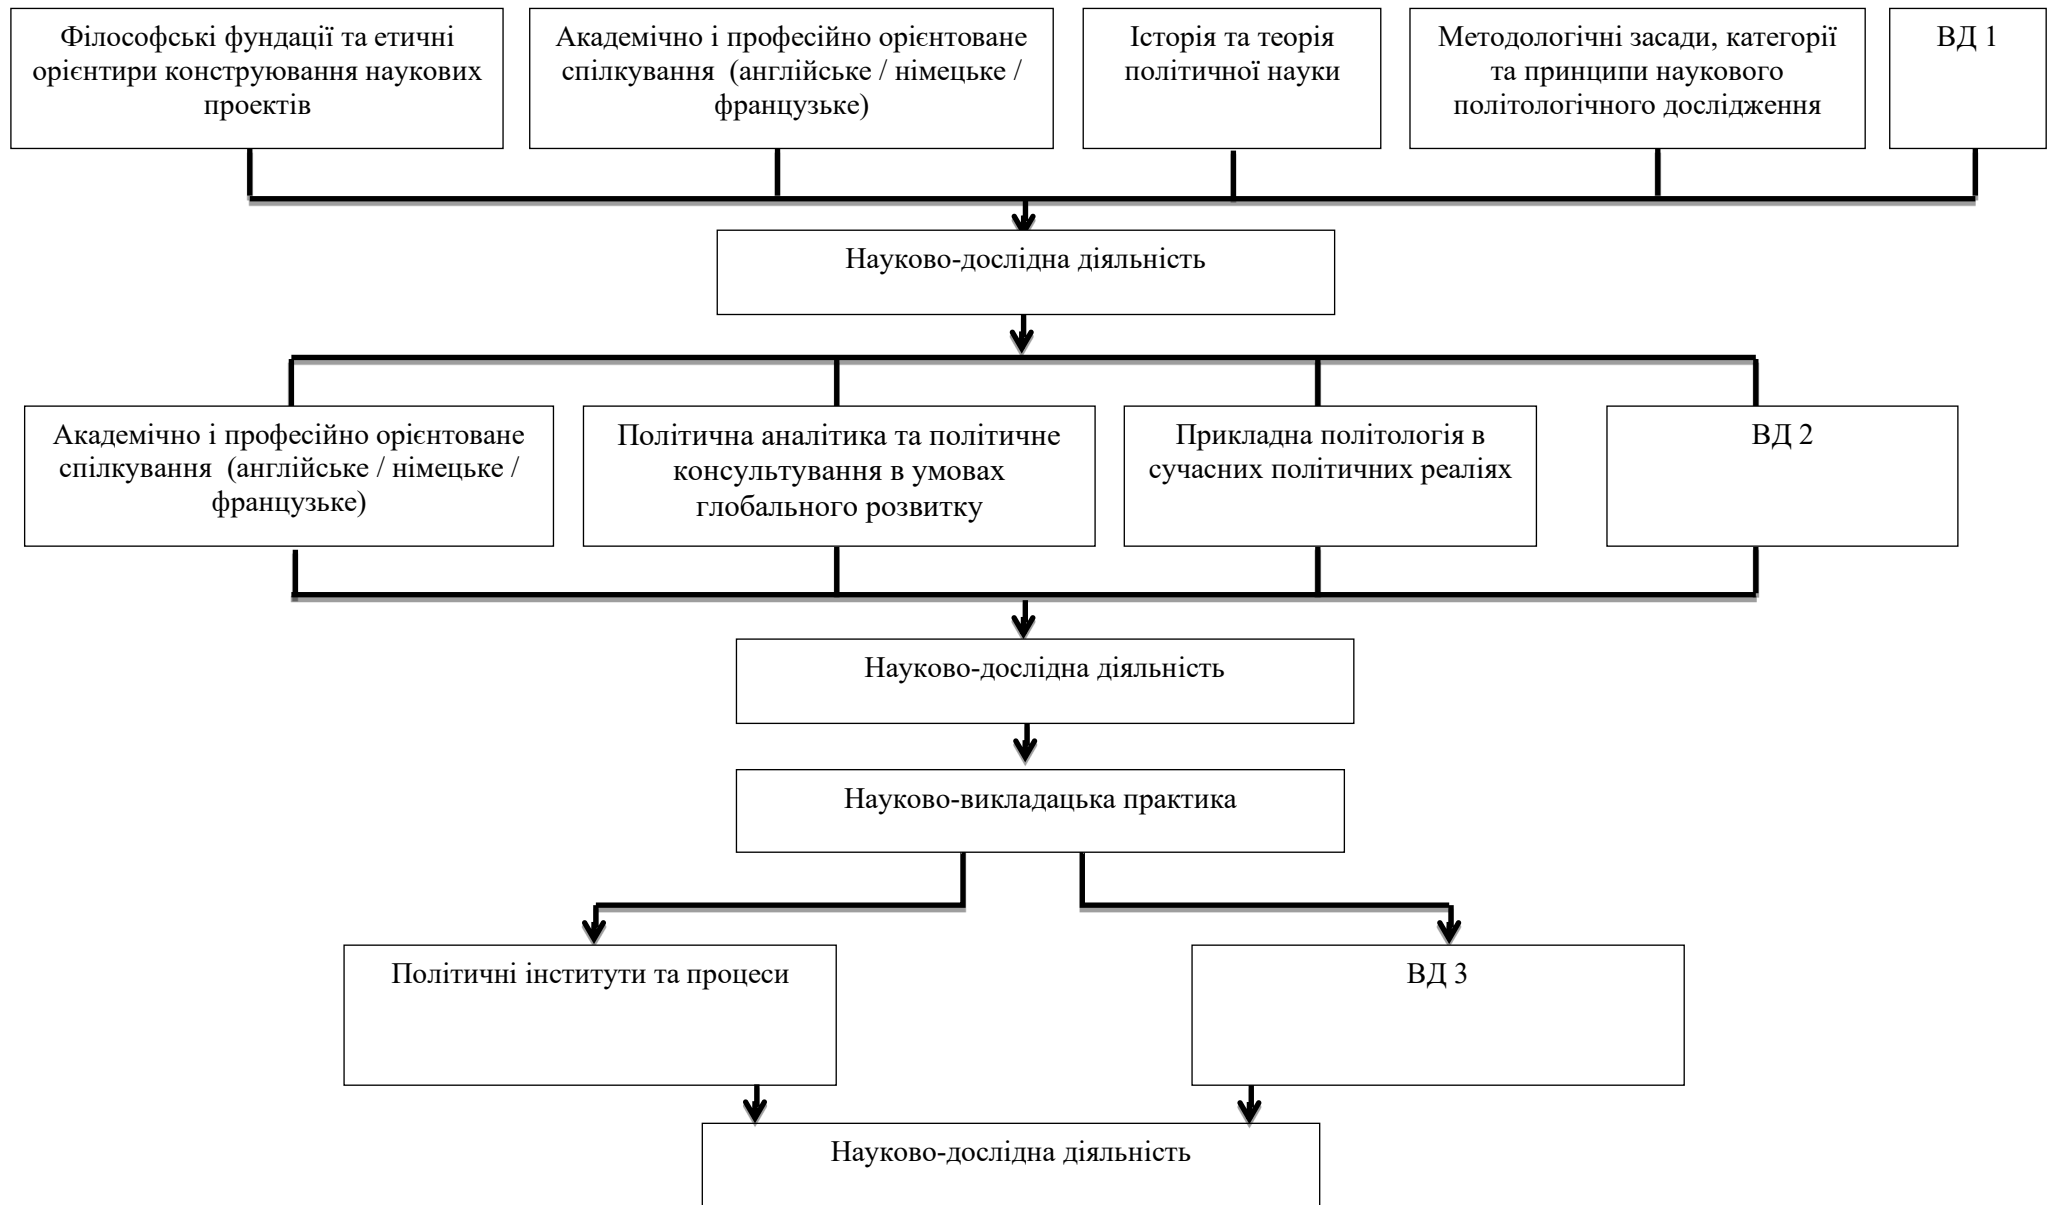 Філософські фундації та етичні
орієнтири конструювання наукових
проектів
Академічно і професійно орієнтоване
спілкування (англійське / німецьке /
французьке)
Історія та теорія
політичної науки
Методологічні засади, категорії
та принципи наукового
політологічного дослідження
ВД 1
Науково-дослідна діяльність
Академічно і професійно орієнтоване
спілкування (англійське / німецьке /
французьке)
Політична аналітика та політичне
консультування в умовах
глобального розвитку
Прикладна політологія в
сучасних політичних реаліях
ВД 2
Науково-дослідна діяльність
Науково-викладацька практика
Політичні інститути та процеси
ВД 3
Науково-дослідна діяльність